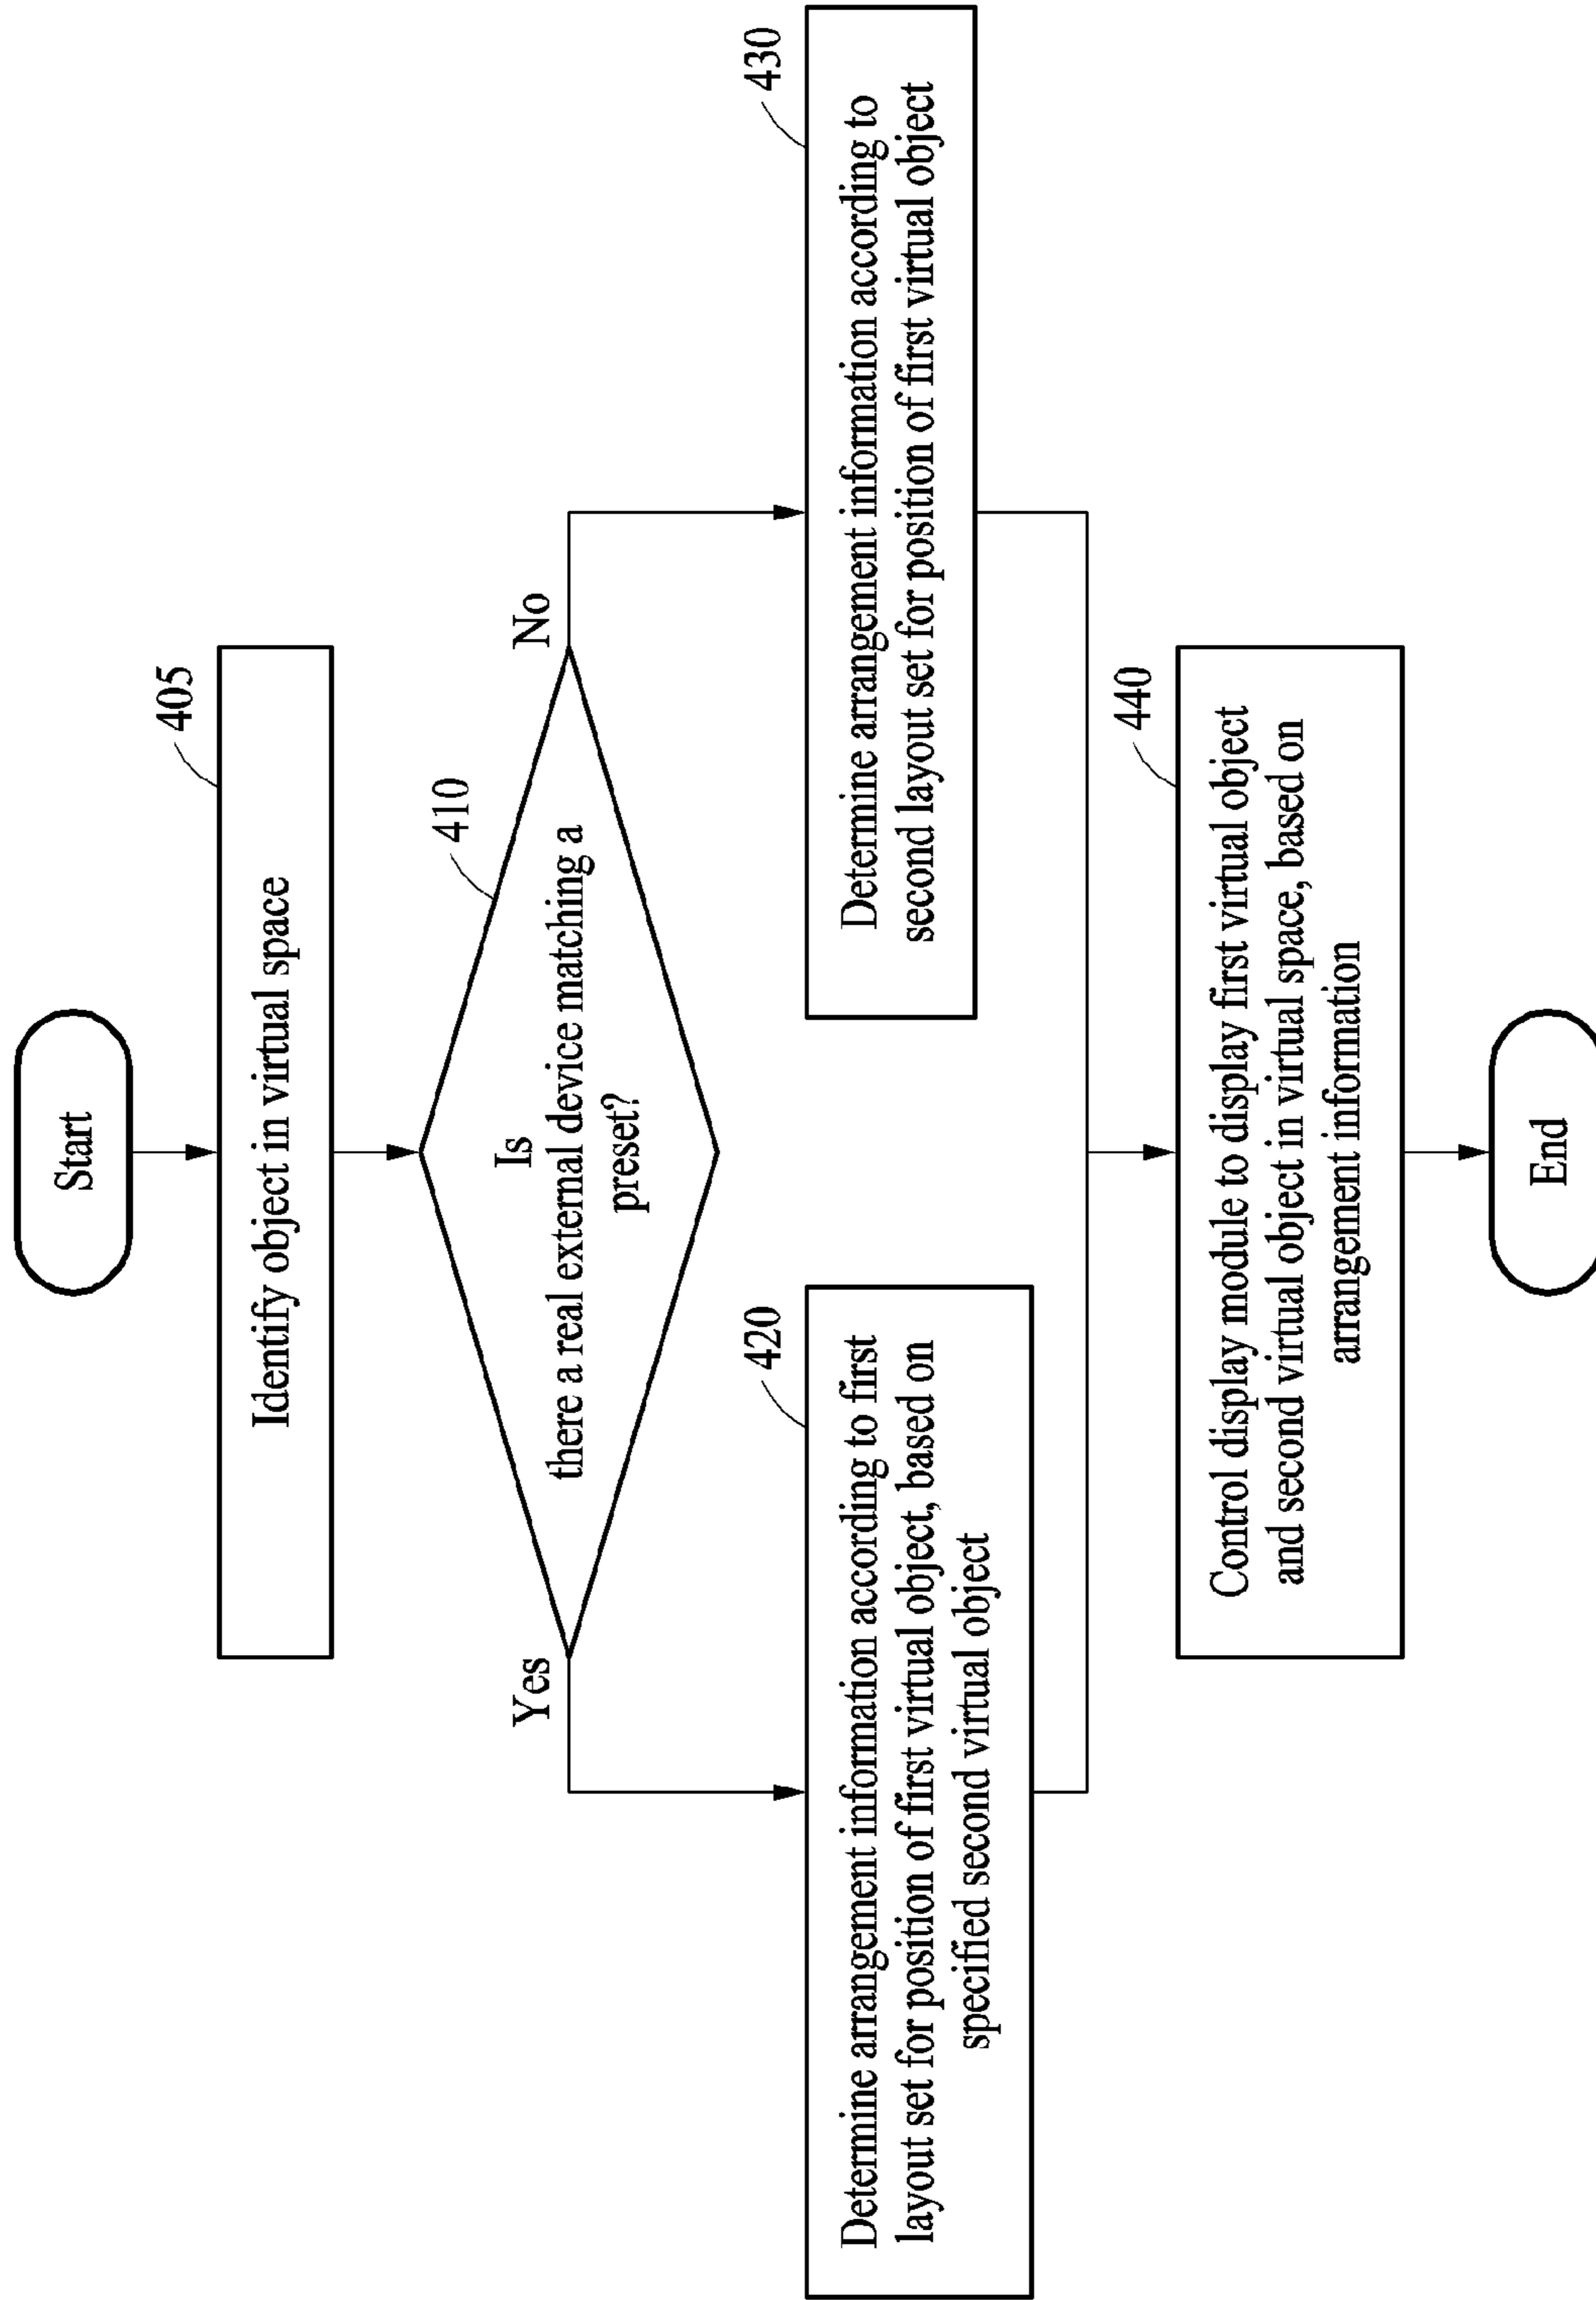 Start
405
Identify object in virtual space
410
Is
there a real external device matching a
preset?
Yes
No
420
Determine arrangement information according to first
layout set for position of first virtual object, based on
specified second virtual object
430
Determine arrangement information according to
second layout set for position of first virtual object
440
Control display module to display first virtual object
and second virtual object in virtual space, based on
arrangement information
End